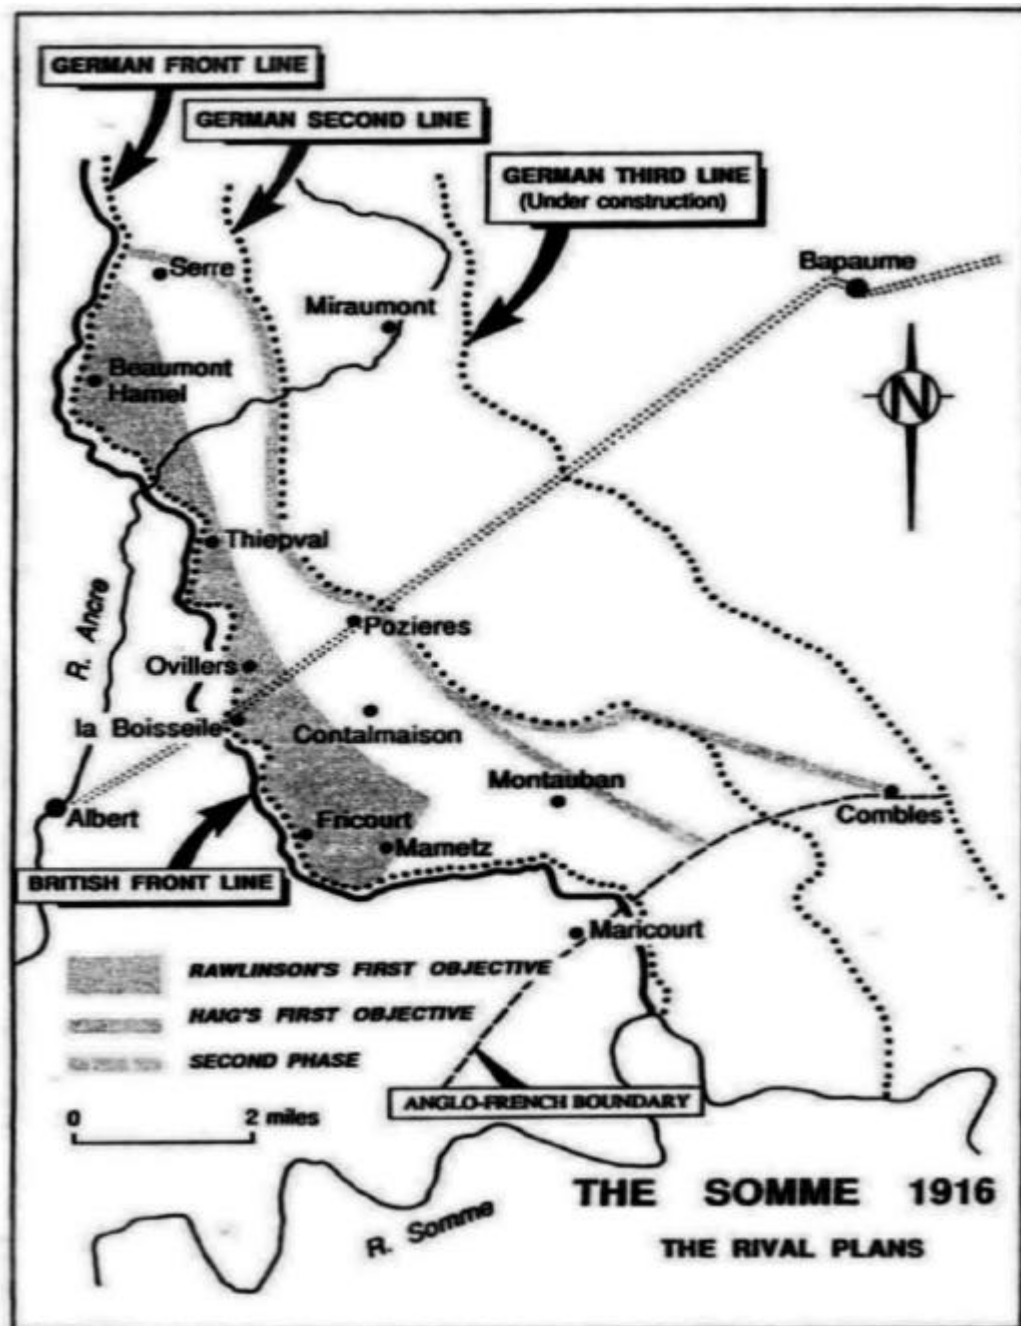 GERMAN FRONT LINE
GERMAN SECOND LINE
GERMAN THIRD LINE
(Under construction)
Bapaume
Serre
Miraumont
N
Beaumont
Hamel
Thiepval
R. Ancre
Pozieres
Ovillers
la Boisseile
Contalmaison
Montauban
Albert
Combles
Fricourt
Mametz
BRITISH FRONT LINE
Maricourt
RAWLINSON'S FIRST OBJECTIVE
HAIG'S FIRST OBJECTIVE
SECOND PHASE
ANGLO-FRENCH BOUNDARY
0 2 miles
THE SOMME 1916
R. Somme
THE RIVAL PLANS